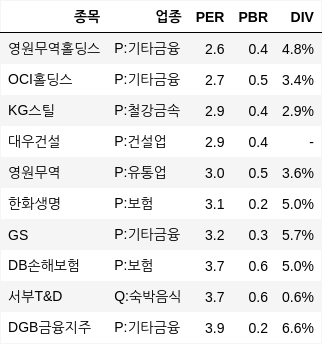 종목 업종 PER PBR DIV
영원무역홀딩스 P:기타금융 2.6 0.4 4.8%
OCI홀딩스 P:기타금융 2.7 0.5 3.4%
KG스틸 P:철강금속 2.9 0.4 2.9%
대우건설 P:건설업 2.9 0.4 -
영원무역 P:유통업 3.0 0.5 3.6%
한화생명 P:보험 3.1 0.2 5.0%
GS P:기타금융 3.2 0.3 5.7%
DB손해보험 P:보험 3.7 0.6 5.0%
서부T&D Q:숙박음식 3.7 0.6 0.6%
DGB금융지주 P:기타금융 3.9 0.2 6.6%